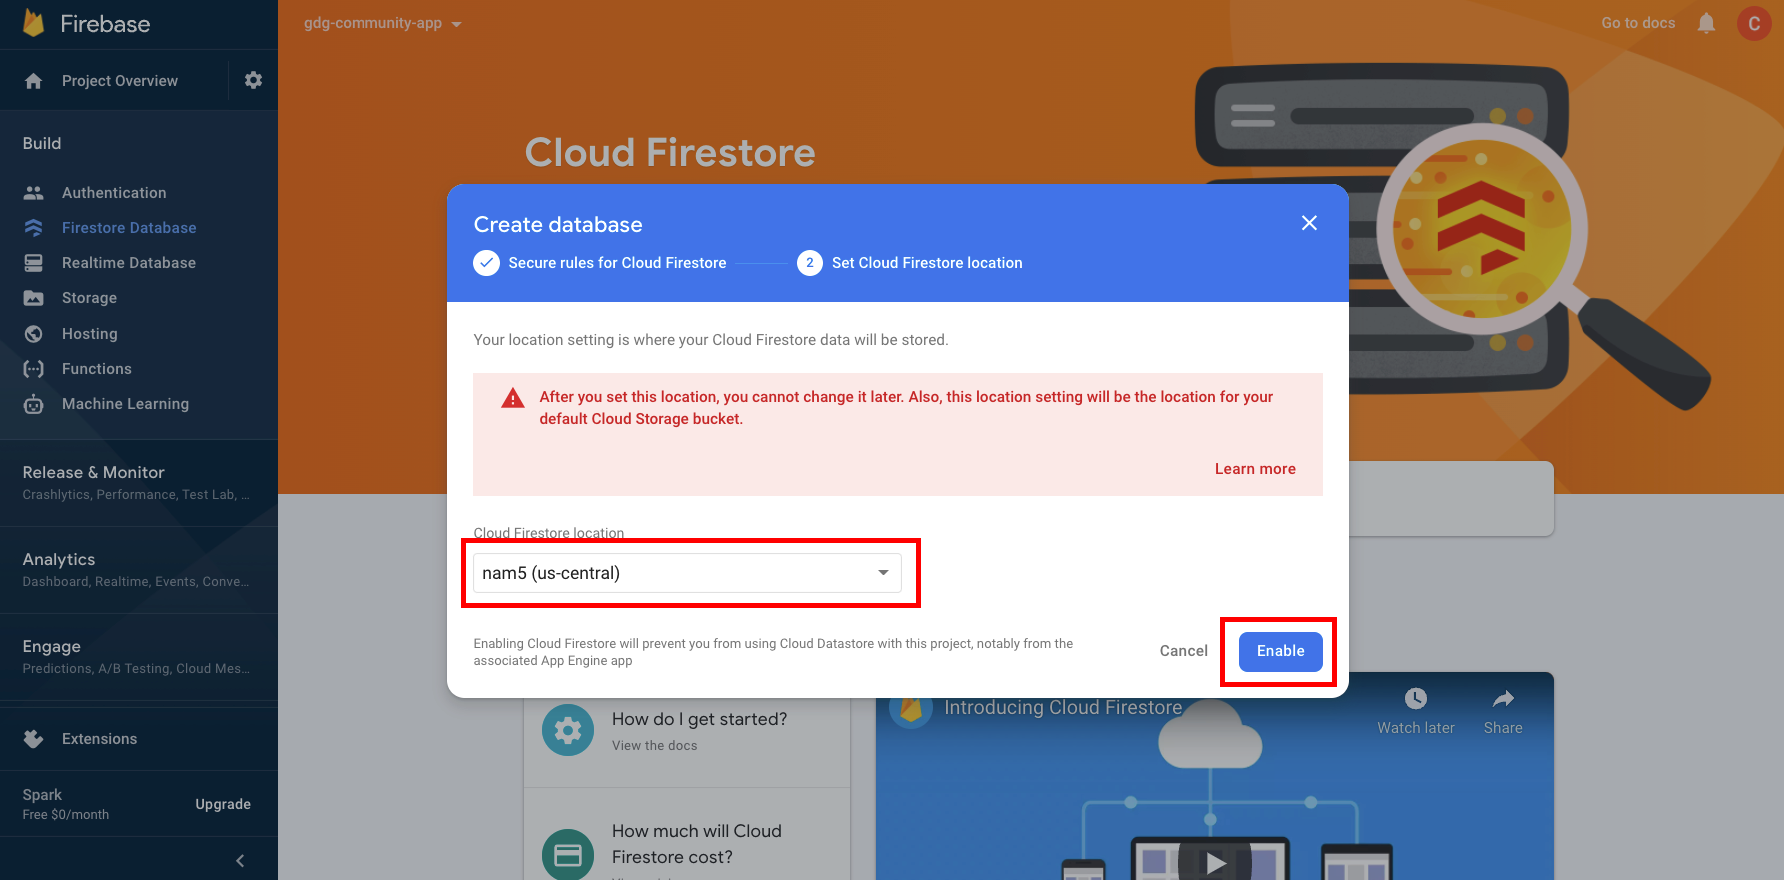 Firebase
gdg-community-app
Go to docs
C
Project Overview
Build
Authentication
Firestore Database
Realtime Database
Storage
Hosting
Functions
Machine Learning
Release & Monitor
Crashlytics, Performance, Test Lab, ...
Analytics
Dashboard, Realtime, Events, Conve...
Engage
Predictions, A/B Testing, Cloud Mes...
Extensions
Spark
Free $0/month
Upgrade
Cloud Firestore
Create database
Secure rules for Cloud Firestore
2
Set Cloud Firestore location
Your location setting is where your Cloud Firestore data will be stored.
After you set this location, you cannot change it later. Also, this location setting will be the location for your
default Cloud Storage bucket.
Learn more
Cloud Firestore location
nam5 (us-central)
Enabling Cloud Firestore will prevent you from using Cloud Datastore with this project, notably from the
associated App Engine app
Cancel
Enable
How do I get started?
View the docs
How much will Cloud
Firestore cost?
Introducing Cloud Firestore
Watch later
Share